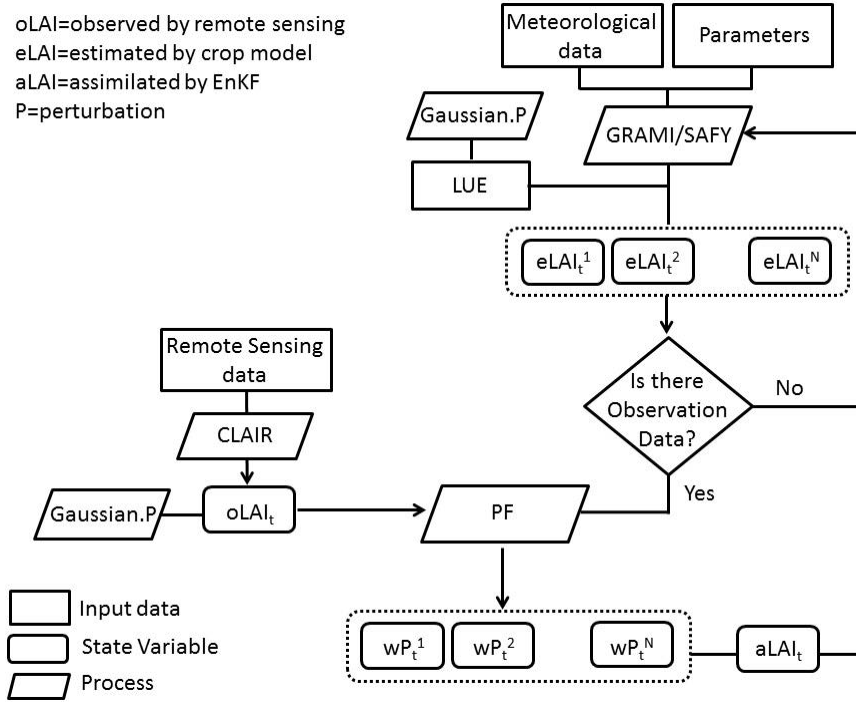 oLAI=observed by remote sensing
eLAI=estimated by crop model
aLAI=assimilated by EnKF
P=perturbation
Meteorological
data
Parameters
Gaussian.P
GRAMI/SAFY
LUE
eLAIt1
eLAIt2
eLAItN
Remote Sensing
data
Is there
Observation
Data?
No
CLAIR
Yes
Gaussian.P
oLAIt
PF
Input data
State Variable
Process
wPt1
wPt2
wPtN
aLAIt